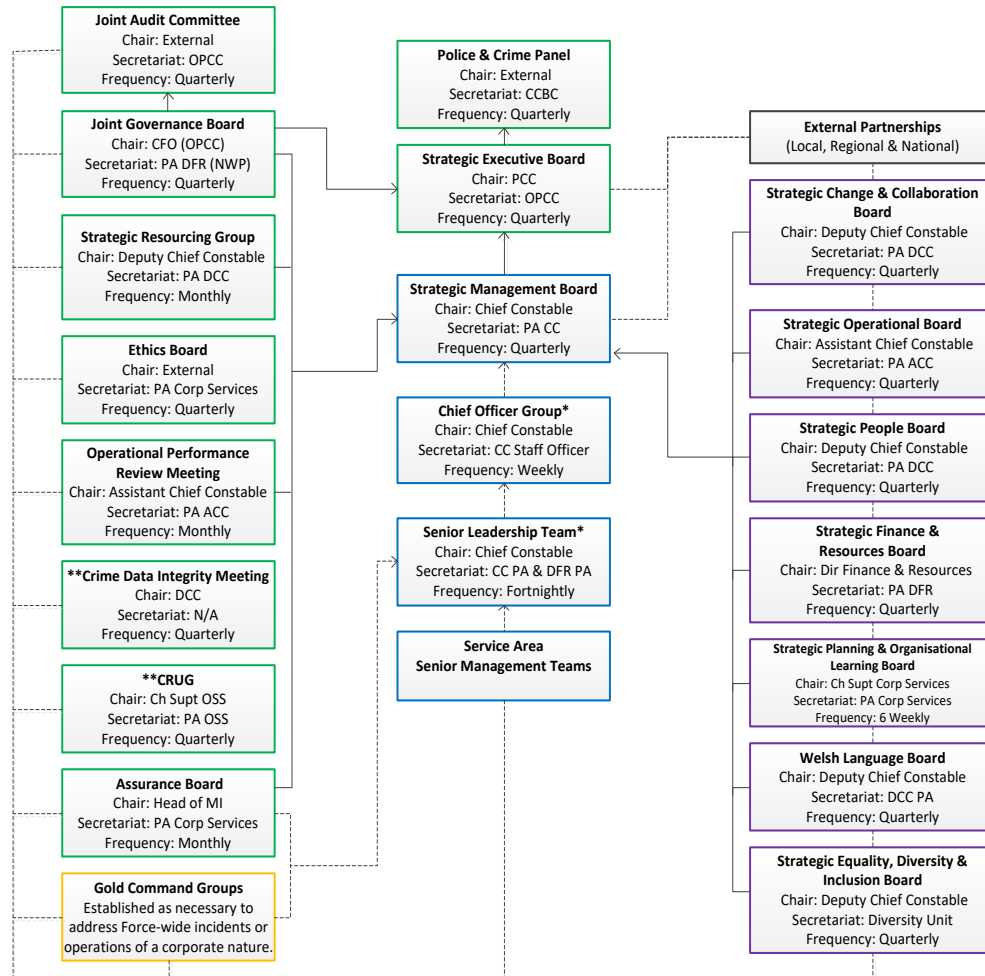 Joint Audit Committee
Chair: External
Secretariat: OPCC
Frequency: Quarterly
Joint Governance Board
Chair: CFO (OPCC)
Secretariat: PA DFR (NWP)
Frequency: Quarterly
Strategic Resourcing Group
Chair: Deputy Chief Constable
Secretariat: PA DCC
Frequency: Monthly
Ethics Board
Chair: External
Secretariat: PA Corp Services
Frequency: Quarterly
Operational Performance
Review Meeting
Chair: Assistant Chief Constable
Secretariat: PA ACC
Frequency: Monthly
**Crime Data Integrity Meeting
Chair: DCC
Secretariat: N/A
Frequency: Quarterly
**CRUG
Chair: Ch Supt OSS
Secretariat: PA OSS
Frequency: Quarterly
Assurance Board
Chair: Head of MI
Secretariat: PA Corp Services
Frequency: Monthly
Gold Command Groups
Established as necessary to
address Force-wide incidents or
operations of a corporate nature.
Police & Crime Panel
Chair: External
Secretariat: CCBC
Frequency: Quarterly
Strategic Executive Board
Chair: PCC
Secretariat: OPCC
Frequency: Quarterly
Strategic Management Board
Chair: Chief Constable
Secretariat: PA CC
Frequency: Quarterly
Chief Officer Group*
Chair: Chief Constable
Secretariat: CC Staff Officer
Frequency: Weekly
Senior Leadership Team*
Chair: Chief Constable
Secretariat: CC PA & DFR PA
Frequency: Fortnightly
Service Area
Senior Management Teams
External Partnerships
(Local, Regional & National)
Strategic Change & Collaboration
Board
Chair: Deputy Chief Constable
Secretariat: PA DCC
Frequency: Quarterly
Strategic Operational Board
Chair: Assistant Chief Constable
Secretariat: PA ACC
Frequency: Quarterly
Strategic People Board
Chair: Deputy Chief Constable
Secretariat: PA DCC
Frequency: Quarterly
Strategic Finance &
Resources Board
Chair: Dir Finance & Resources
Secretariat: PA DFR
Frequency: Quarterly
Strategic Planning & Organisational
Learning Board
Chair: Ch Supt Corp Services
Secretariat: PA Corp Services
Frequency: 6 Weekly
Welsh Language Board
Chair: Deputy Chief Constable
Secretariat: DCC PA
Frequency: Quarterly
Strategic Equality, Diversity &
Inclusion Board
Chair: Deputy Chief Constable
Secretariat: Diversity Unit
Frequency: Quarterly